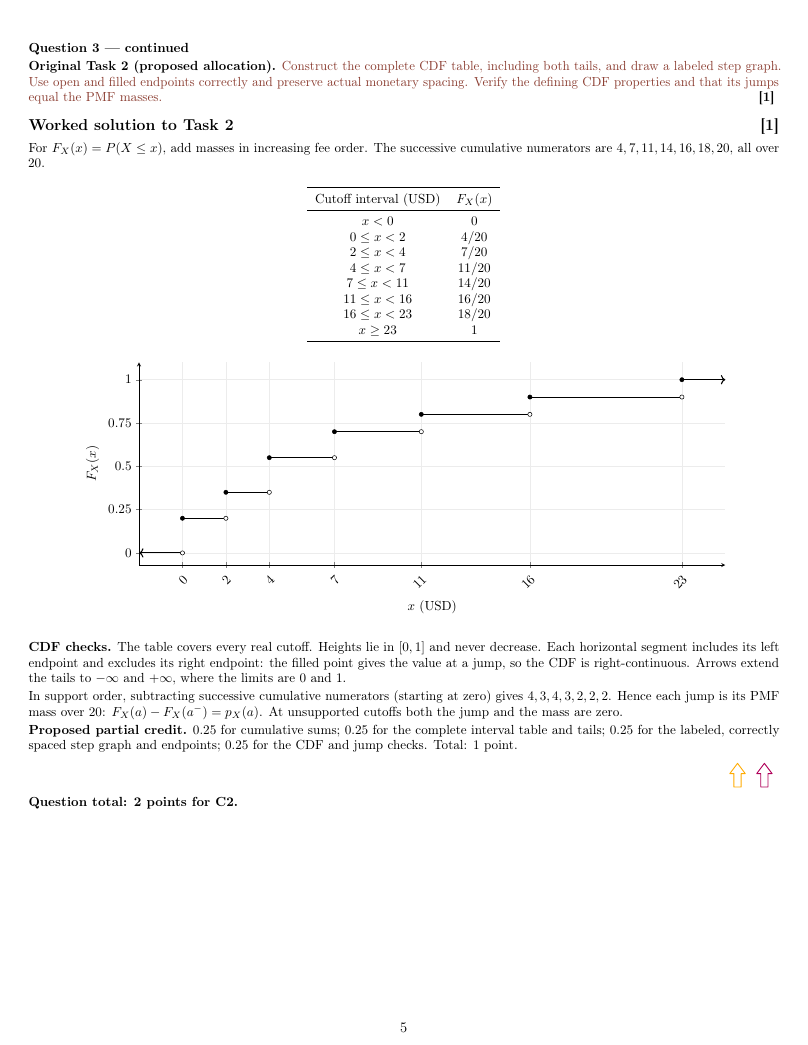 Question 3 — continued
Original Task 2 (proposed allocation). Construct the complete CDF table, including both tails, and draw a labeled step graph.
Use open and filled endpoints correctly and preserve actual monetary spacing. Verify the defining CDF properties and that its jumps
equal the PMF masses. [1]
Worked solution to Task 2 [1]
For F_X(x) = P(X ≤ x), add masses in increasing fee order. The successive cumulative numerators are 4, 7, 11, 14, 16, 18, 20, all over
20.
Cutoff interval (USD) F_X(x)
x < 0 0
0 ≤ x < 2 4/20
2 ≤ x < 4 7/20
4 ≤ x < 7 11/20
7 ≤ x < 11 14/20
11 ≤ x < 16 16/20
16 ≤ x < 23 18/20
x ≥ 23 1
1
0.75
0.5
0.25
0
F_X(x)
0 2 4 7 11 16 23
x (USD)
CDF checks. The table covers every real cutoff. Heights lie in [0, 1] and never decrease. Each horizontal segment includes its left
endpoint and excludes its right endpoint: the filled point gives the value at a jump, so the CDF is right-continuous. Arrows extend
the tails to −∞ and +∞, where the limits are 0 and 1.
In support order, subtracting successive cumulative numerators (starting at zero) gives 4, 3, 4, 3, 2, 2, 2. Hence each jump is its PMF
mass over 20: F_X(a) − F_X(a⁻) = p_X(a). At unsupported cutoffs both the jump and the mass are zero.
Proposed partial credit. 0.25 for cumulative sums; 0.25 for the complete interval table and tails; 0.25 for the labeled, correctly
spaced step graph and endpoints; 0.25 for the CDF and jump checks. Total: 1 point.
Question total: 2 points for C2.
5